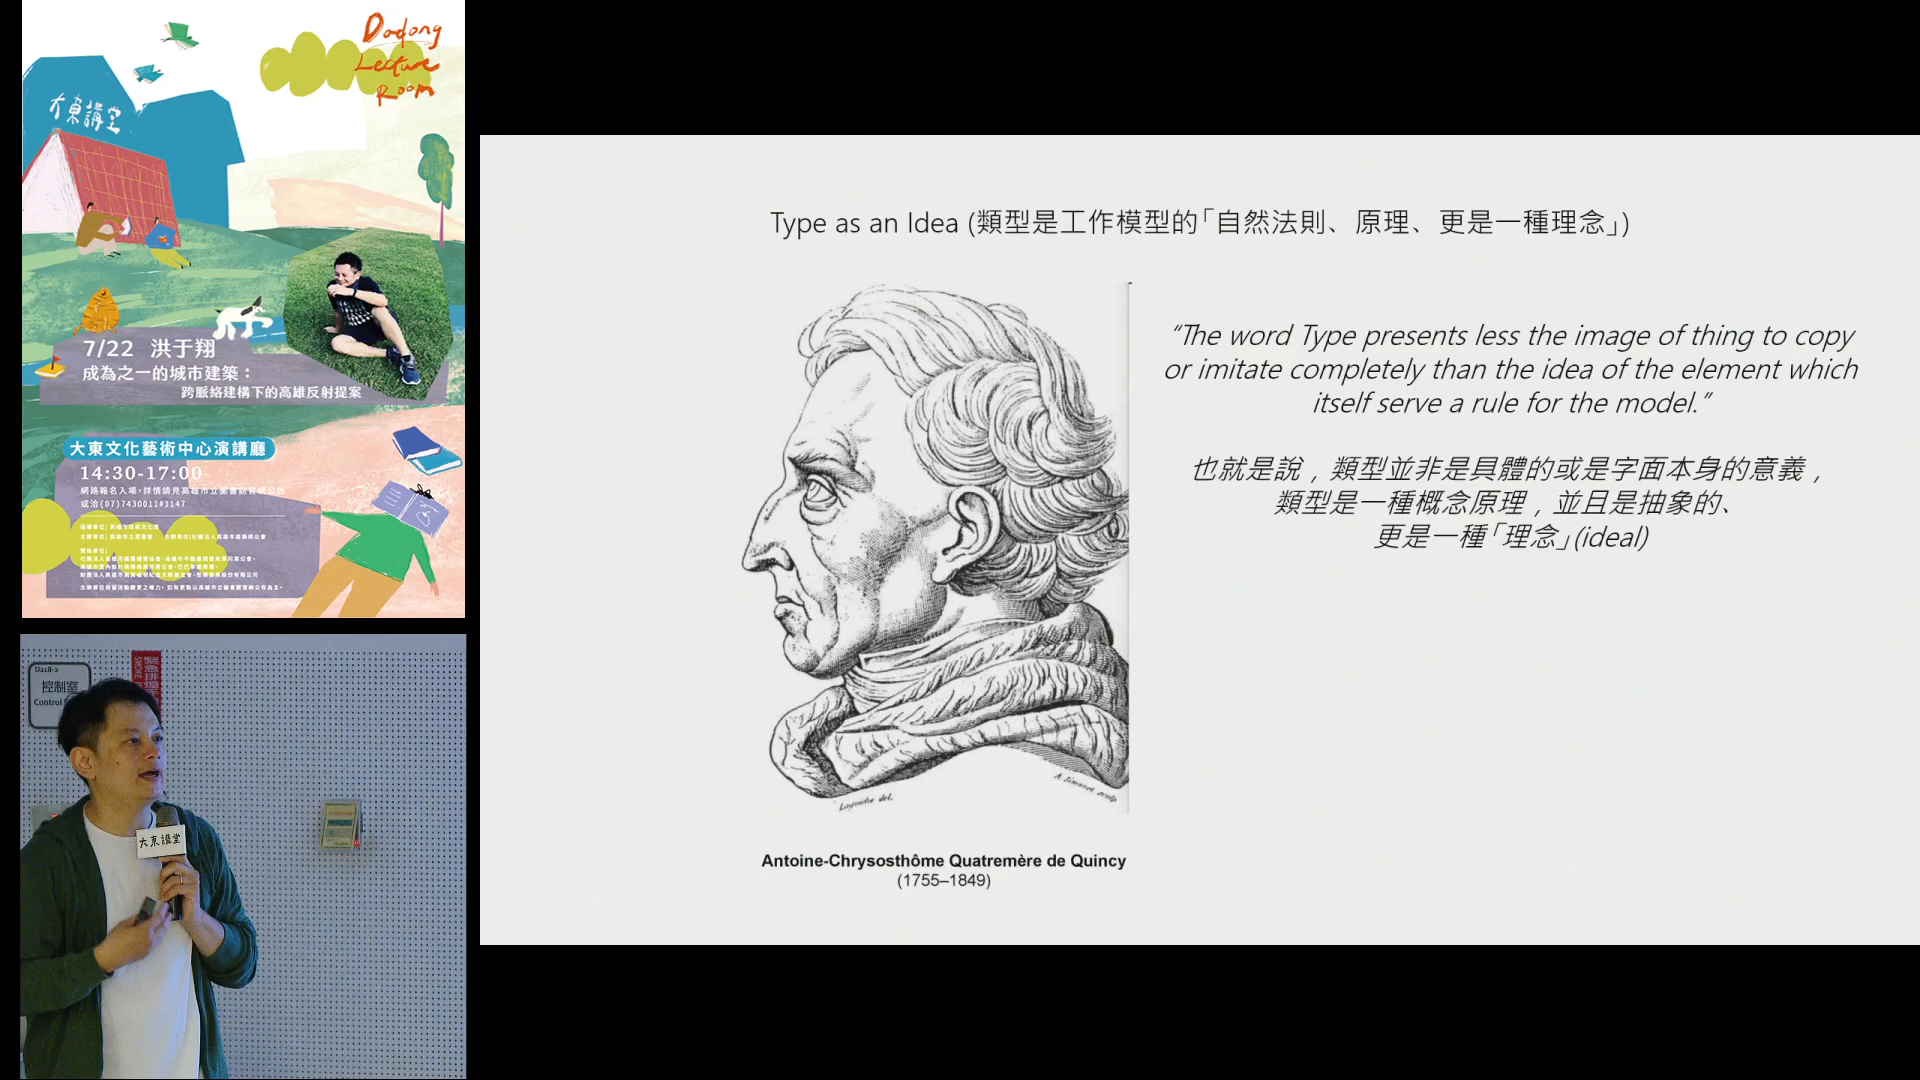 Dadong
Lecture
Room
大東講堂
7/22 洪于翔
成為之一的城市建築：
跨脈絡建構下的高雄反射提案
大東文化藝術中心演講廳
14:30-17:00
網路報名入場，詳情請見高雄市立圖書館官網公告
或洽(07)7430011#1147
D218-2
控制室
Control
大東講堂
Type as an Idea (類型是工作模型的「自然法則、原理、更是一種理念」)
“The word Type presents less the image of thing to copy
or imitate completely than the idea of the element which
itself serve a rule for the model.”
也就是說，類型並非是具體的或是字面本身的意義，
類型是一種概念原理，並且是抽象的、
更是一種「理念」(ideal)
Antoine-Chrysosthôme Quatremère de Quincy
(1755–1849)